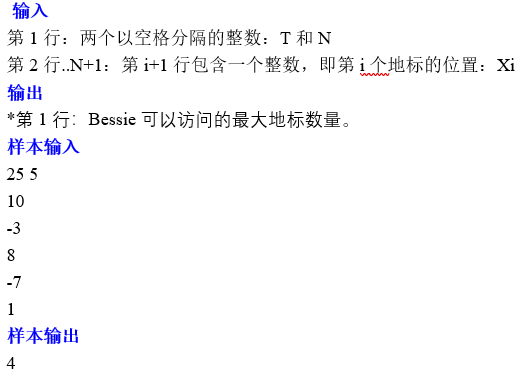 输入
第 1 行：两个以空格分隔的整数：T 和 N
第 2 行..N+1：第 i+1 行包含一个整数，即第 i 个地标的位置：Xi
输出
*第 1 行：Bessie 可以访问的最大地标数量。
样本输入
25 5
10
-3
8
-7
1
样本输出
4